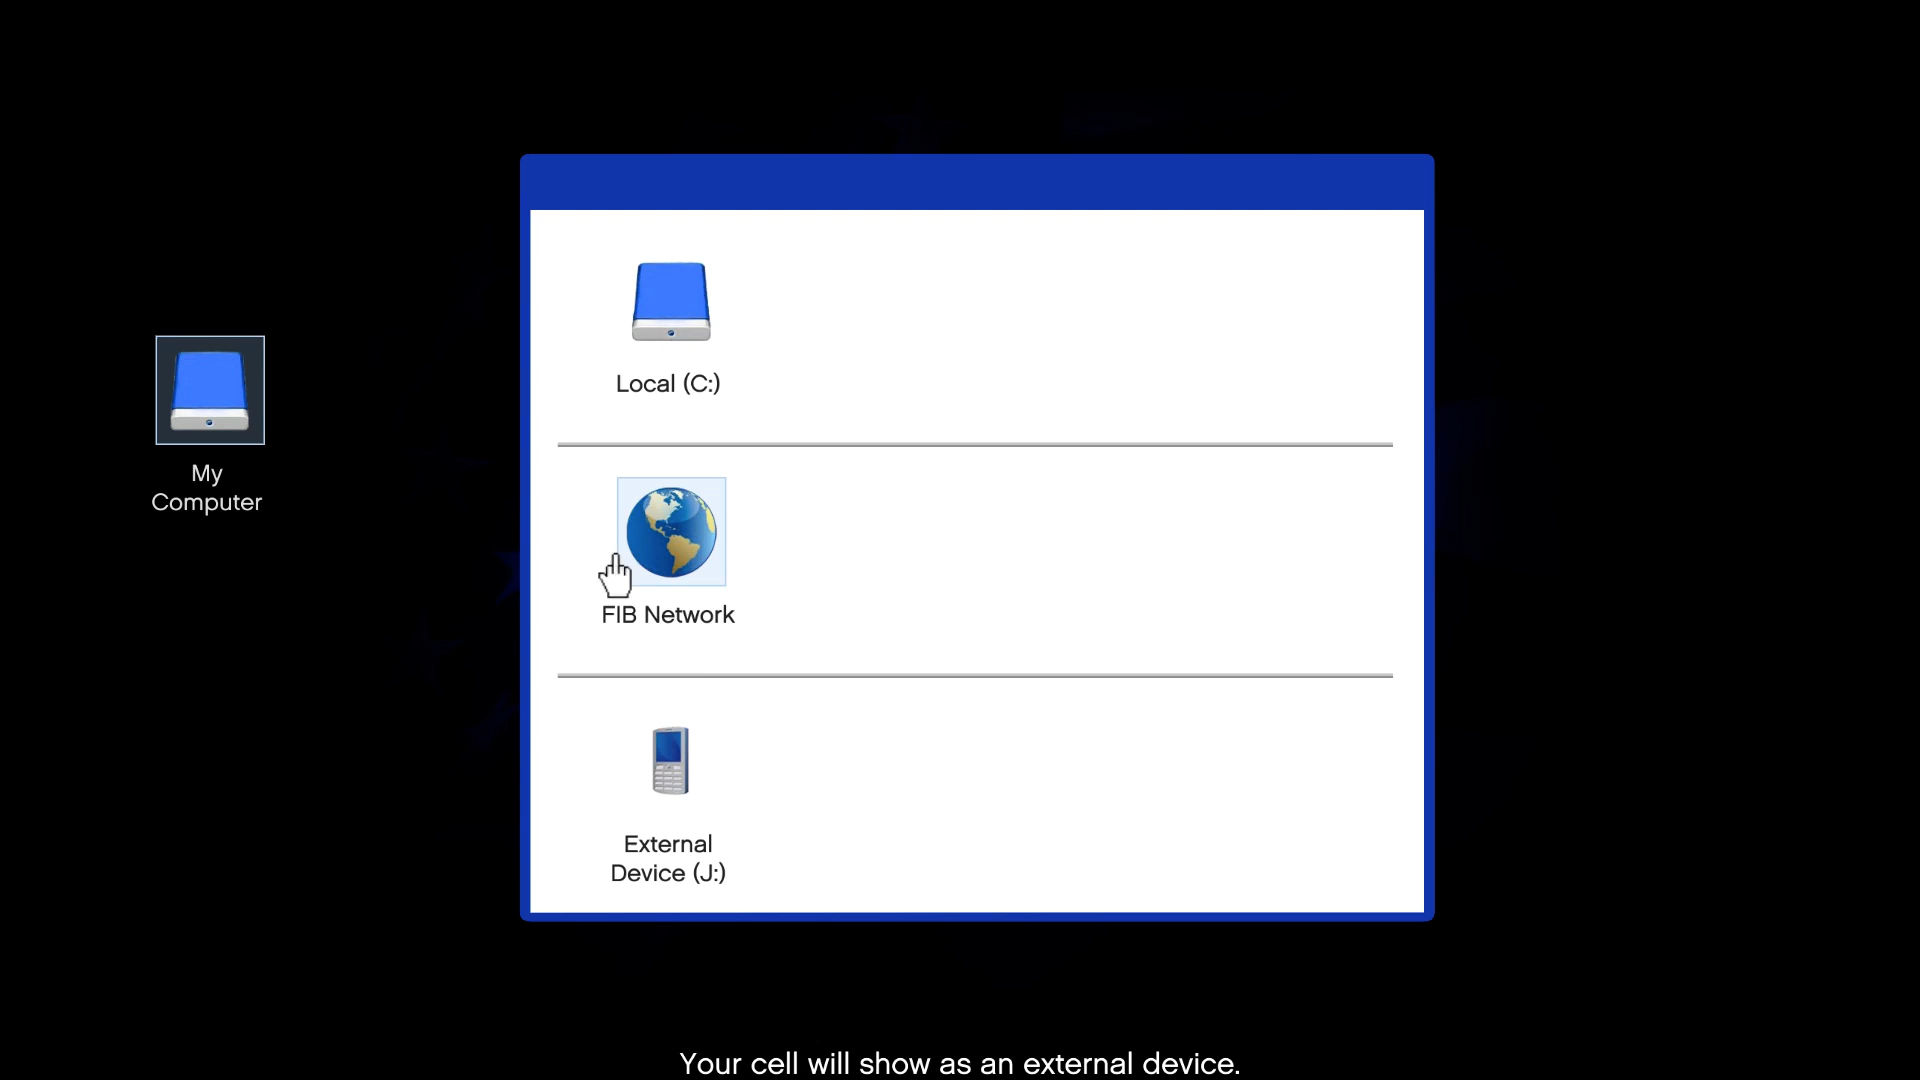 My
Computer
Local (C:)
FIB Network
External
Device (J:)
Your cell will show as an external device.